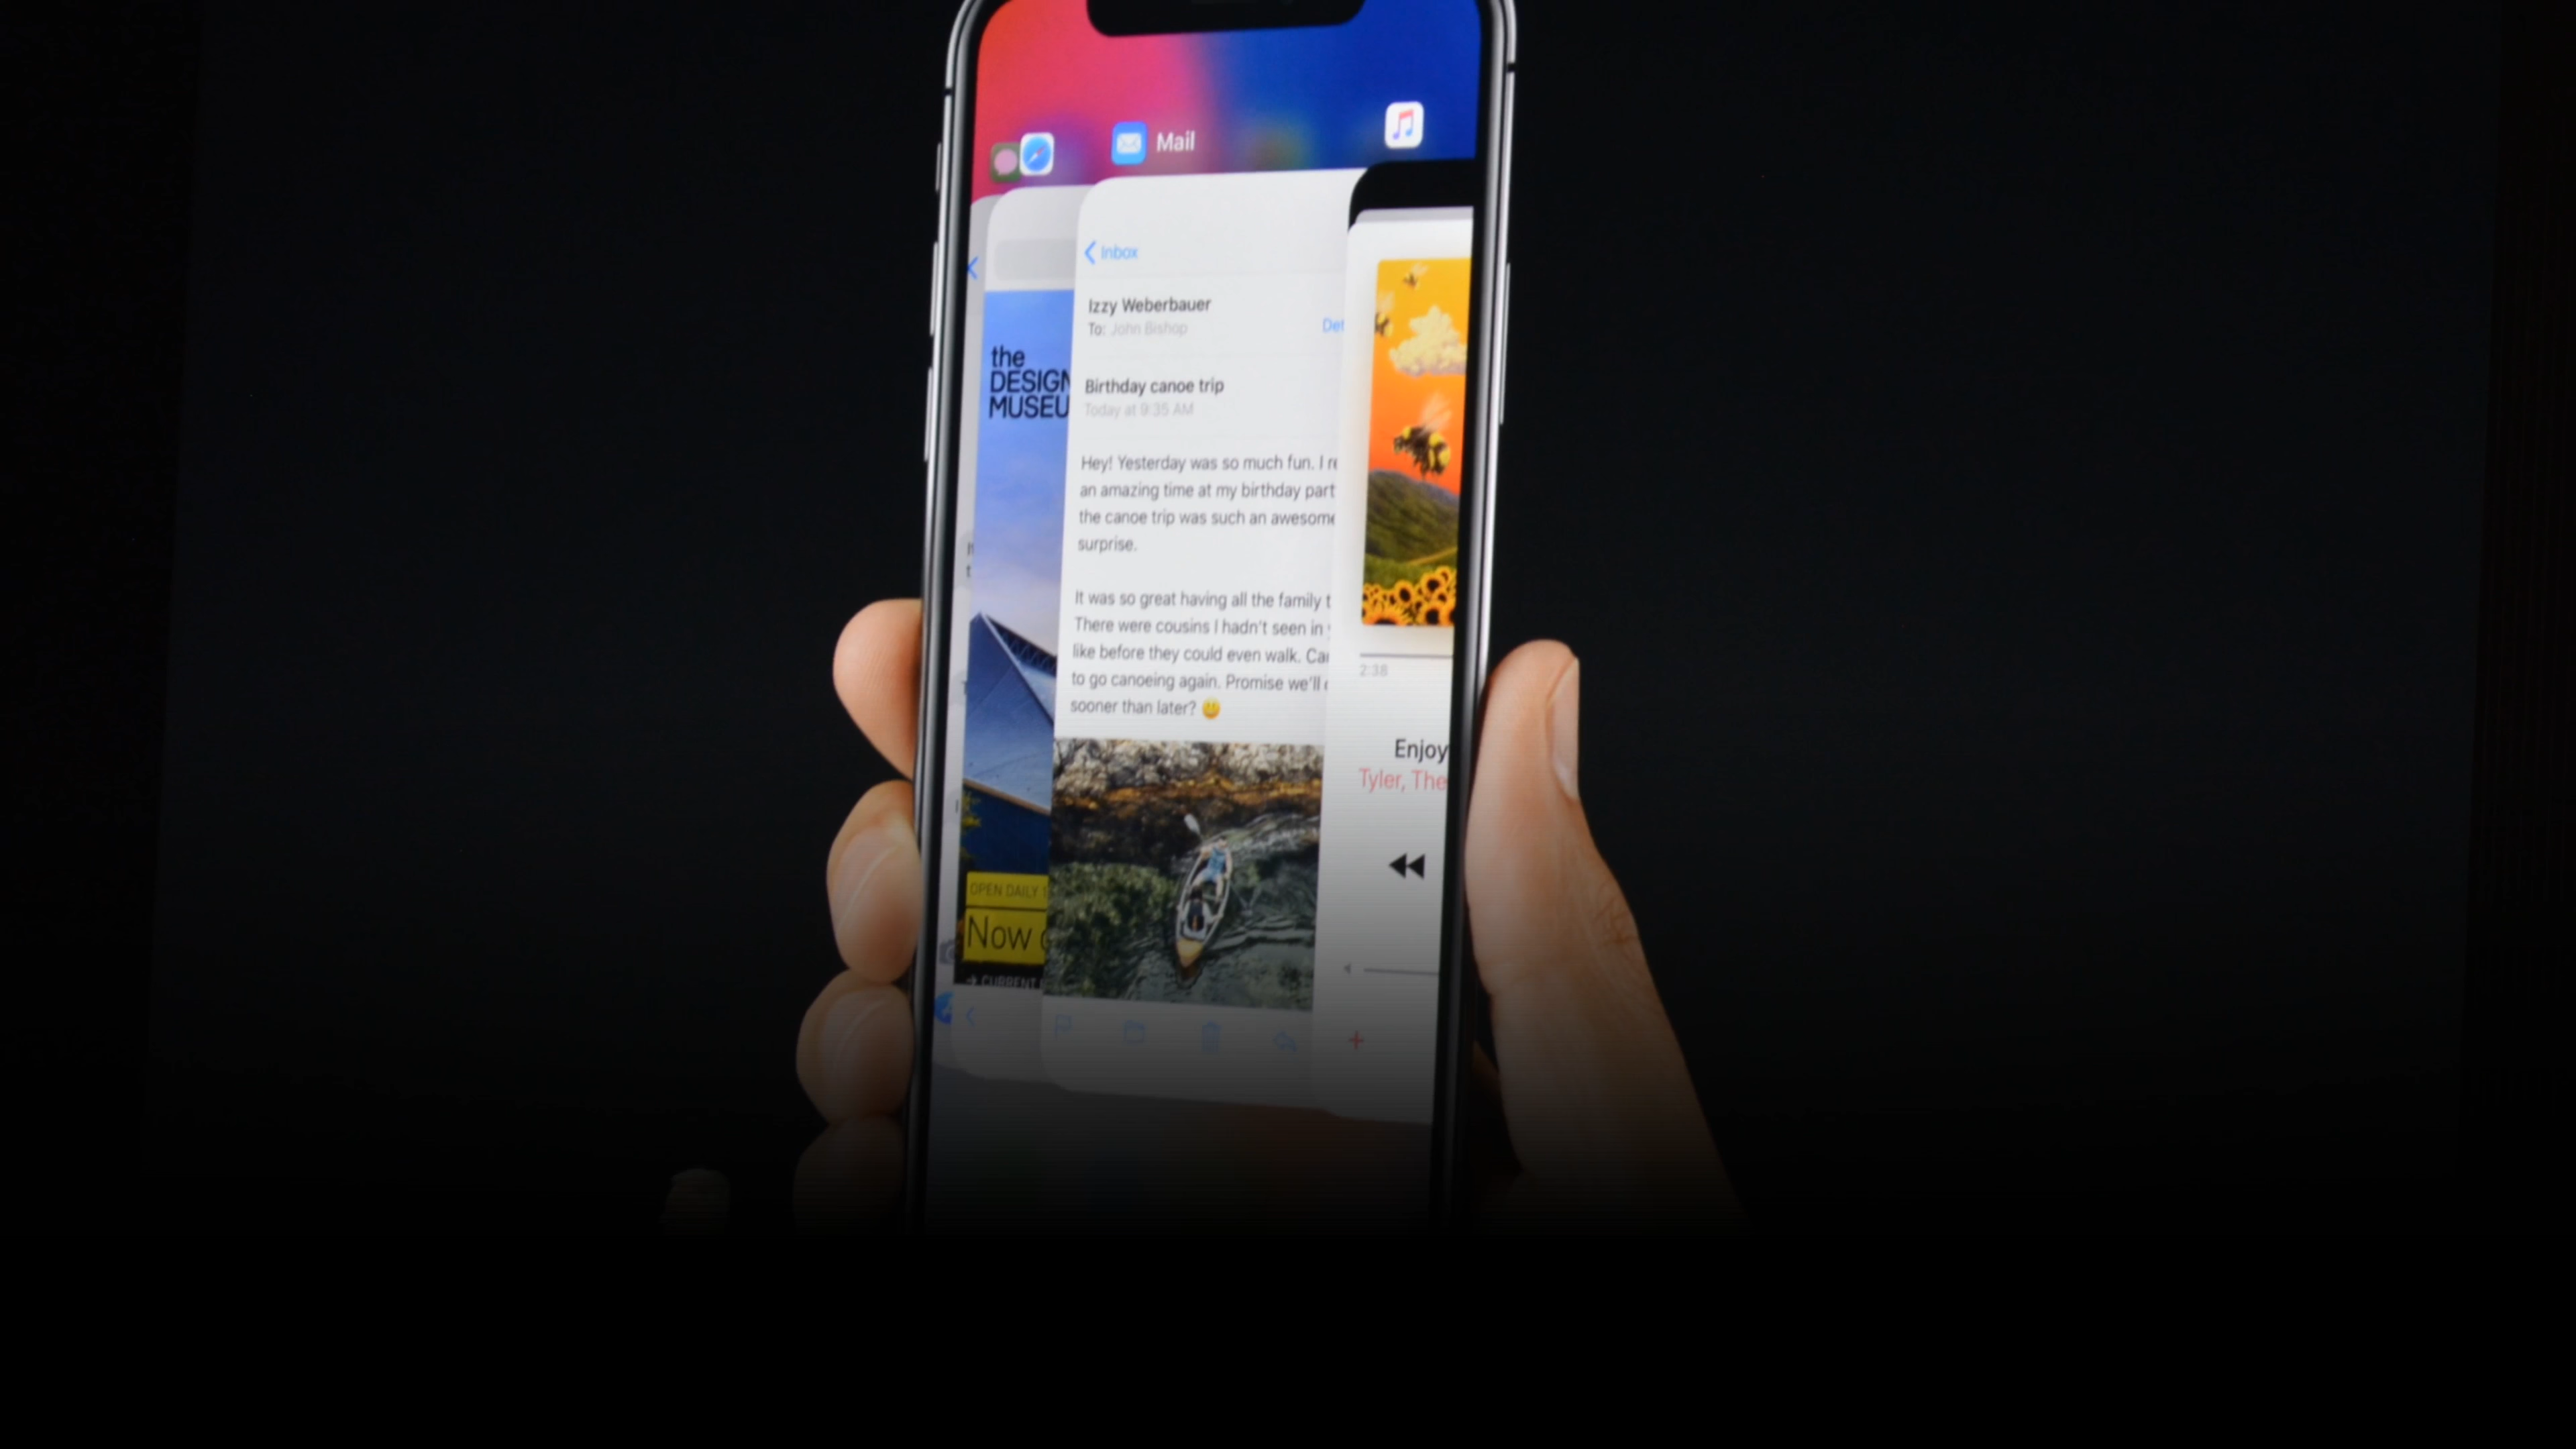 Mail
Inbox
Izzy Weberbauer
To: John Bishop
Birthday canoe trip
Today at 9:35 AM
Hey! Yesterday was so much fun. I
an amazing time at my birthday
the canoe trip was such an awesome
surprise.
It was so great having all the family
There were cousins I hadn't seen in
like before they could even walk.
to go canoeing again. Promise we'll
sooner than later? 😃
the
DESIGN
MUSEU
OPEN DAILY 1
Now
CURRENT
2:38
Enjoy
Tyler, The